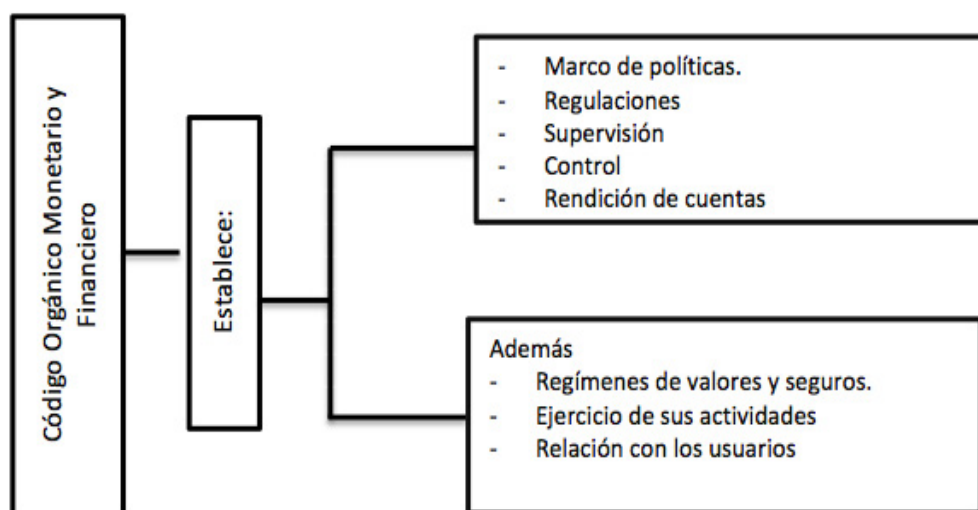 Código Orgánico Monetario y
Financiero
Establece:
- Marco de políticas.
- Regulaciones
- Supervisión
- Control
- Rendición de cuentas
Además
- Regímenes de valores y seguros.
- Ejercicio de sus actividades
- Relación con los usuarios